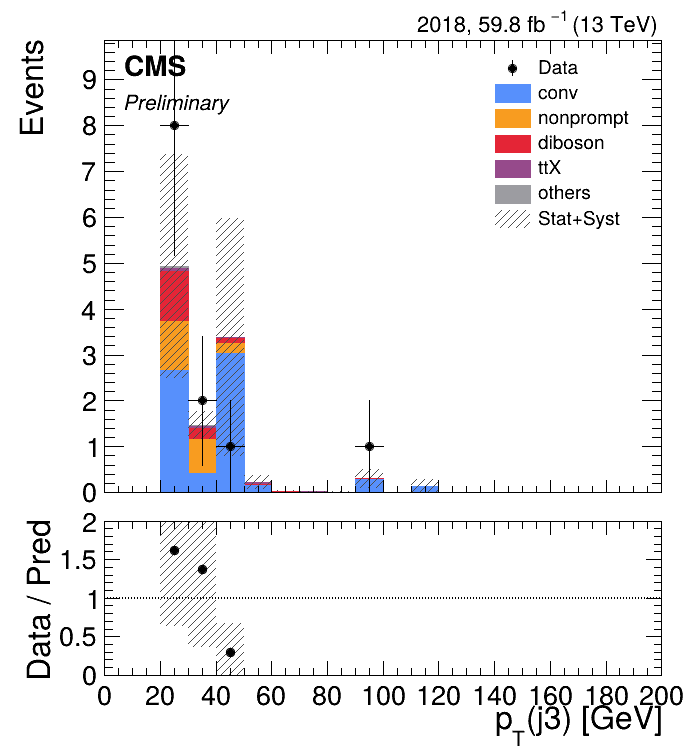 2018, 59.8 fb⁻¹ (13 TeV)
CMS
Preliminary
Events
9
8
7
6
5
4
3
2
1
0
Data
conv
nonprompt
diboson
ttX
others
Stat+Syst
Data / Pred
2
1.5
1
0.5
0
0 20 40 60 80 100 120 140 160 180 200
p_T(j3) [GeV]